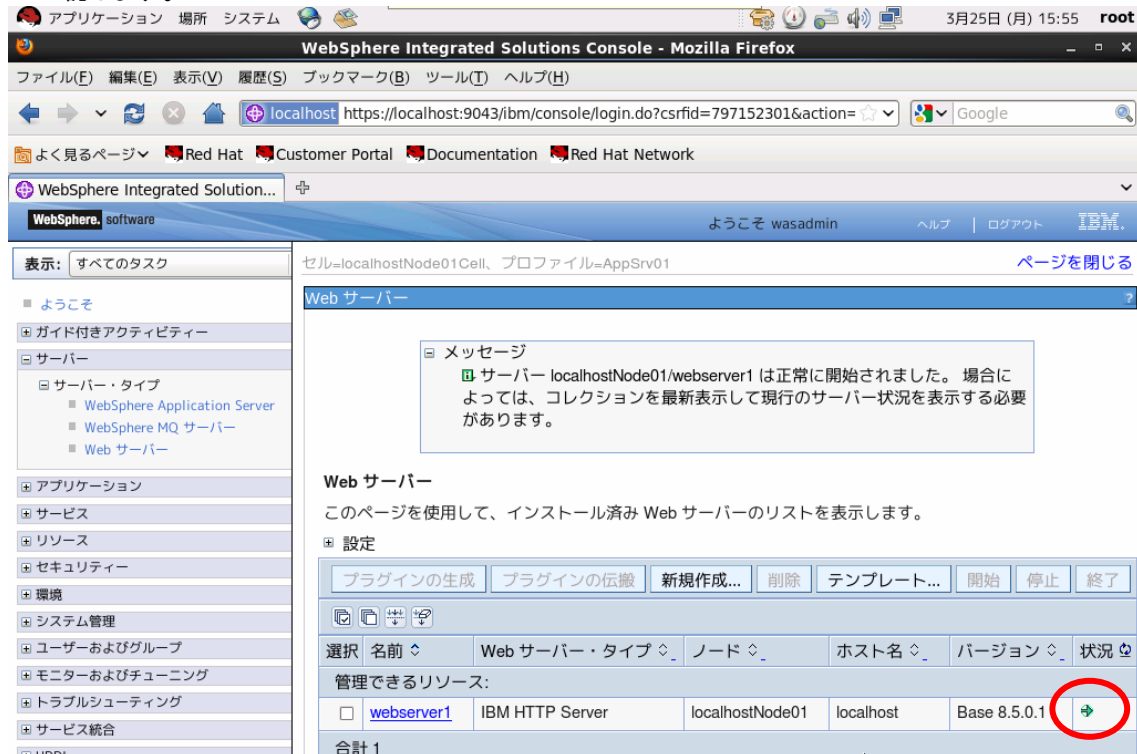 アプリケーション 場所 システム 3月25日 (月) 15:55 root
WebSphere Integrated Solutions Console - Mozilla Firefox
ファイル(F) 編集(E) 表示(V) 履歴(S) ブックマーク(B) ツール(T) ヘルプ(H)
localhost https://localhost:9043/ibm/console/login.do?csrfid=797152301&action= Google
よく見るページ Red Hat Customer Portal Documentation Red Hat Network
WebSphere Integrated Solution...
WebSphere. software ようこそ wasadmin ヘルプ | ログアウト IBM.
表示: すべてのタスク
ようこそ
ガイド付きアクティビティー
サーバー
サーバー・タイプ
WebSphere Application Server
WebSphere MQ サーバー
Web サーバー
アプリケーション
サービス
リソース
セキュリティー
環境
システム管理
ユーザーおよびグループ
モニターおよびチューニング
トラブルシューティング
サービス統合
UDDI
セル=localhostNode01Cell、プロファイル=AppSrv01 ページを閉じる
Web サーバー ?
メッセージ
サーバー localhostNode01/webserver1 は正常に開始されました。 場合に
よっては、コレクションを最新表示して現行のサーバー状況を表示する必要
があります。
Web サーバー
このページを使用して、インストール済み Web サーバーのリストを表示します。
設定
プラグインの生成 プラグインの伝搬 新規作成... 削除 テンプレート... 開始 停止 終了
選択 名前 Web サーバー・タイプ ノード ホスト名 バージョン 状況
管理できるリソース:
webserver1 IBM HTTP Server localhostNode01 localhost Base 8.5.0.1
合計 1